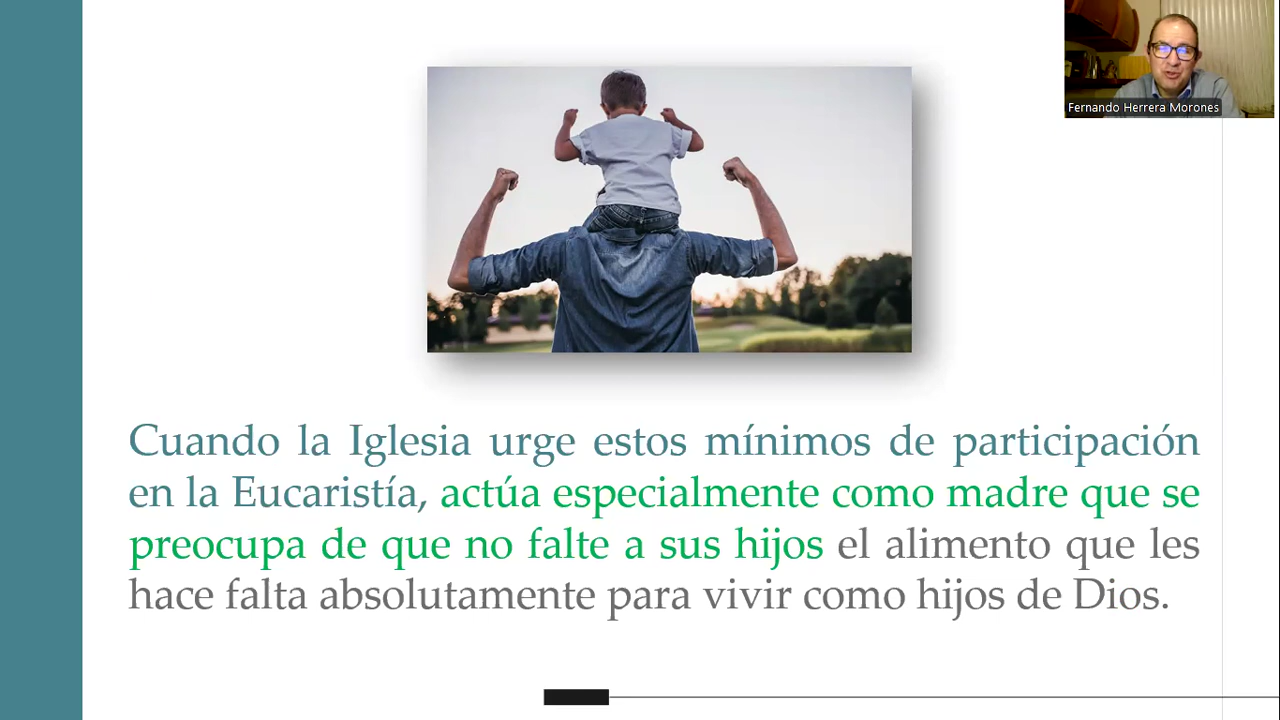 Fernando Herrera Morones
Cuando la Iglesia urge estos mínimos de participación
en la Eucaristía, actúa especialmente como madre que se
preocupa de que no falte a sus hijos el alimento que les
hace falta absolutamente para vivir como hijos de Dios.